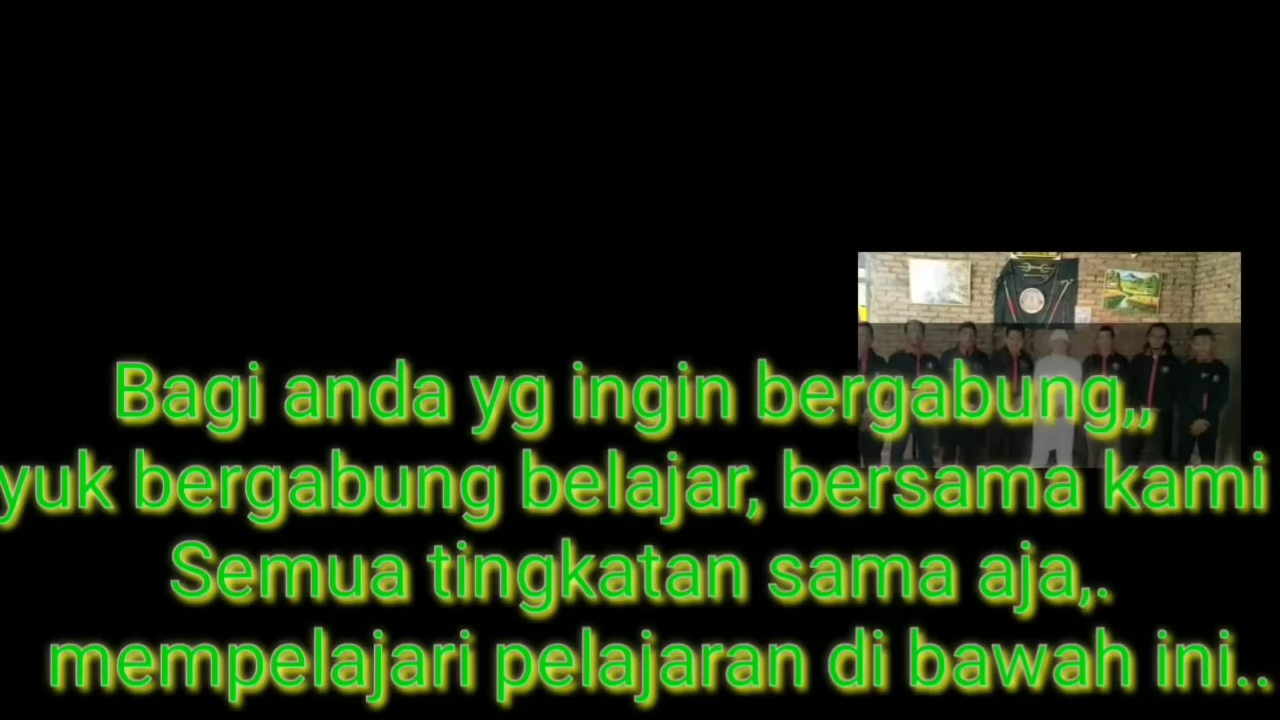 Bagi anda yg ingin bergabung,,
yuk bergabung belajar, bersama kami
Semua tingkatan sama aja,.
mempelajari pelajaran di bawah ini..